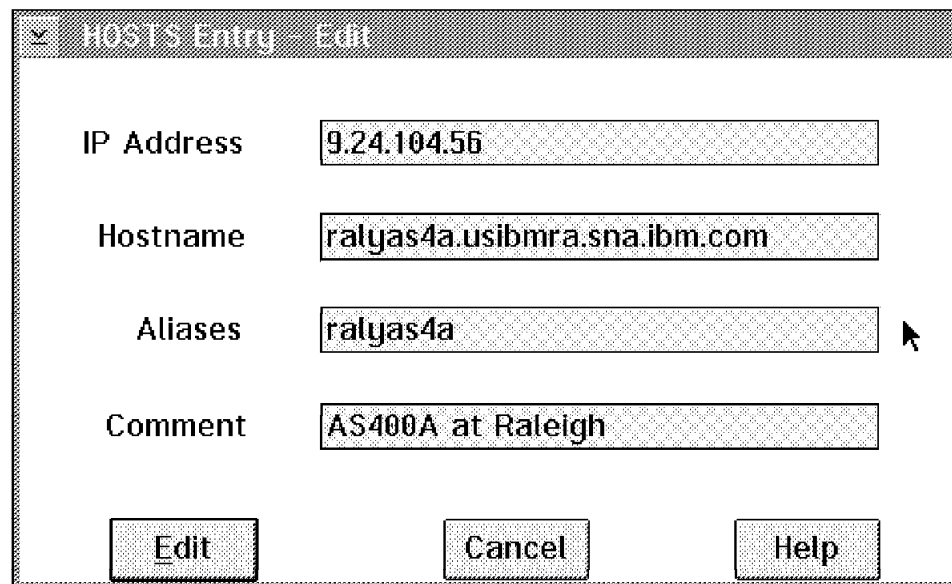 HOSTS Entry - Edit
IP Address 9.24.104.56
Hostname ralyas4a.usibmra.sna.ibm.com
Aliases ralyas4a
Comment AS400A at Raleigh
Edit Cancel Help